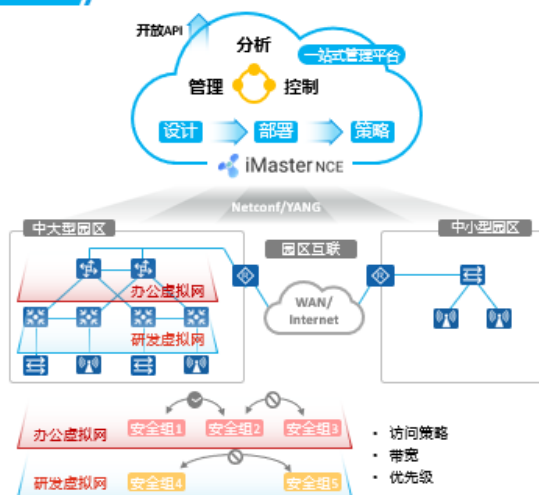 开放API
分析
一站式管理平台
管理
控制
设计
部署
策略
iMaster NCE
Netconf/YANG
中大型园区
园区互联
中小型园区
办公虚拟网
R
R
WAN/
Internet
研发虚拟网
办公虚拟网
安全组1
安全组2
安全组3
研发虚拟网
安全组4
安全组5
• 访问策略
• 带宽
• 优先级